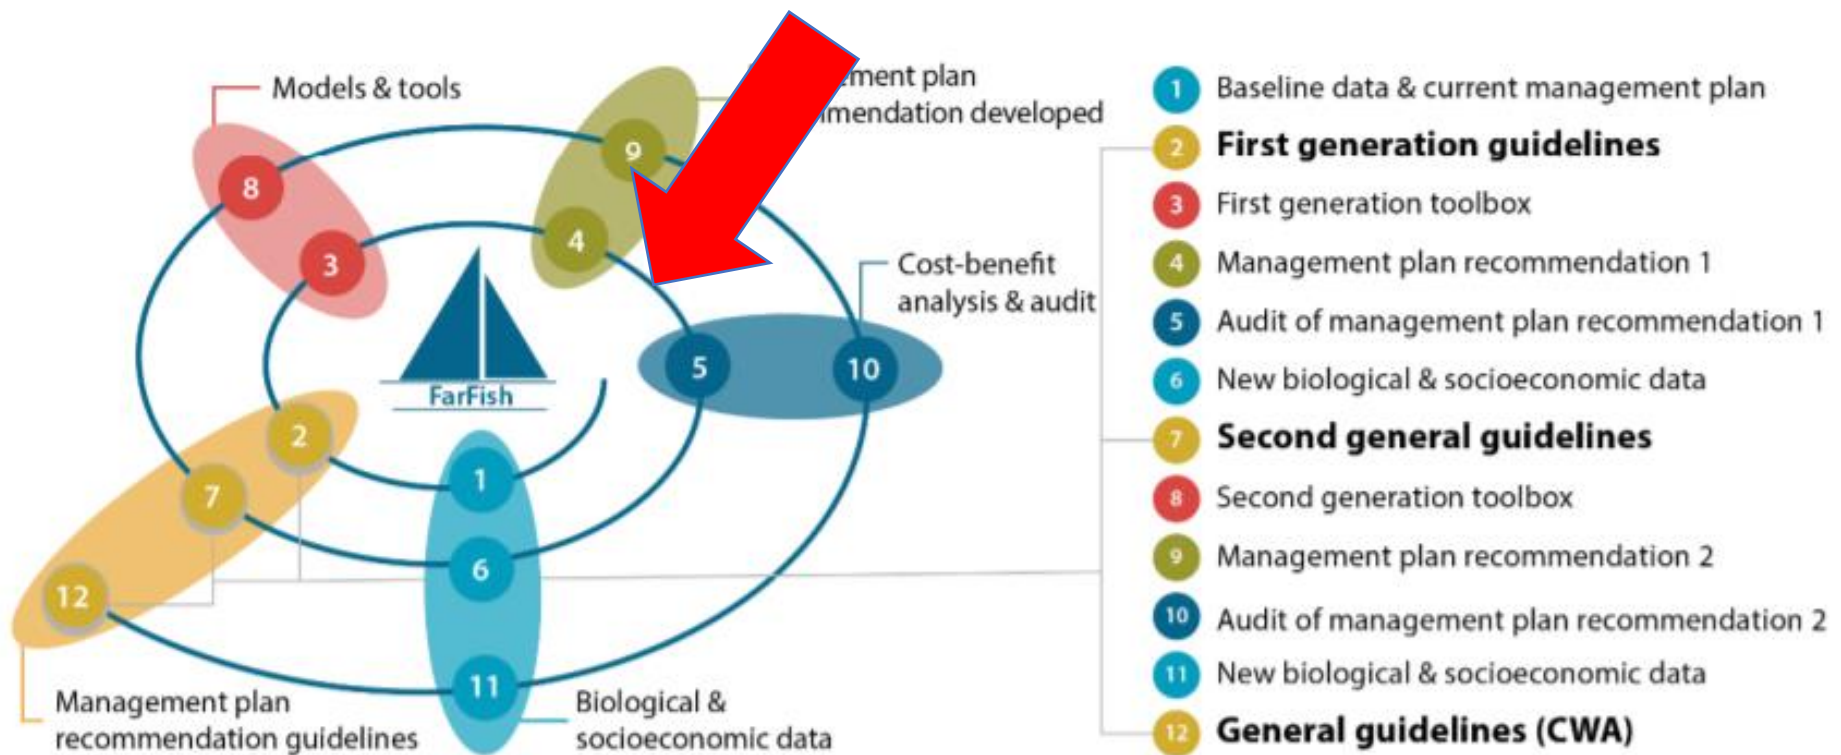 Models & tools
ement plan
mmendation developed
9
8
4
3
Cost-benefit
analysis & audit
5
10
FarFish
2
1
7
6
12
11
Management plan
recommendation guidelines
Biological &
socioeconomic data
1 Baseline data & current management plan
2 First generation guidelines
3 First generation toolbox
4 Management plan recommendation 1
5 Audit of management plan recommendation 1
6 New biological & socioeconomic data
7 Second general guidelines
8 Second generation toolbox
9 Management plan recommendation 2
10 Audit of management plan recommendation 2
11 New biological & socioeconomic data
12 General guidelines (CWA)